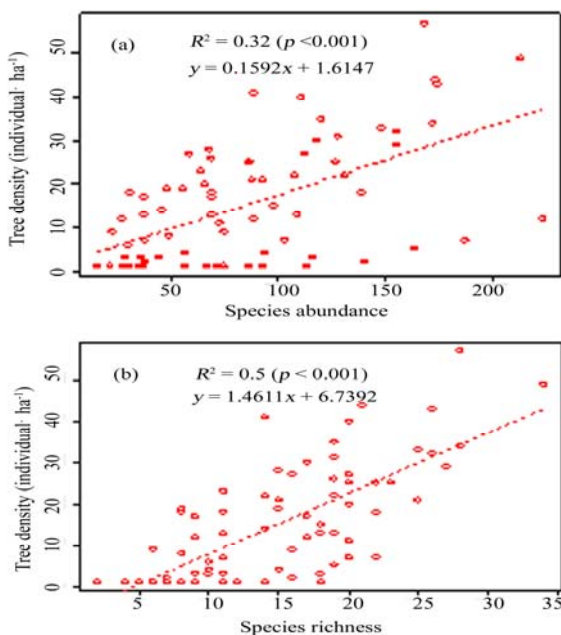 (a)
R² = 0.32 (p <0.001)
y = 0.1592x + 1.6147
Tree density (individual· ha⁻¹)
50
40
30
20
10
0
50 100 150 200
Species abundance
(b)
R² = 0.5 (p < 0.001)
y = 1.4611x + 6.7392
Tree density (individual· ha⁻¹)
50
40
30
20
10
0
5 10 15 20 25 30 35
Species richness